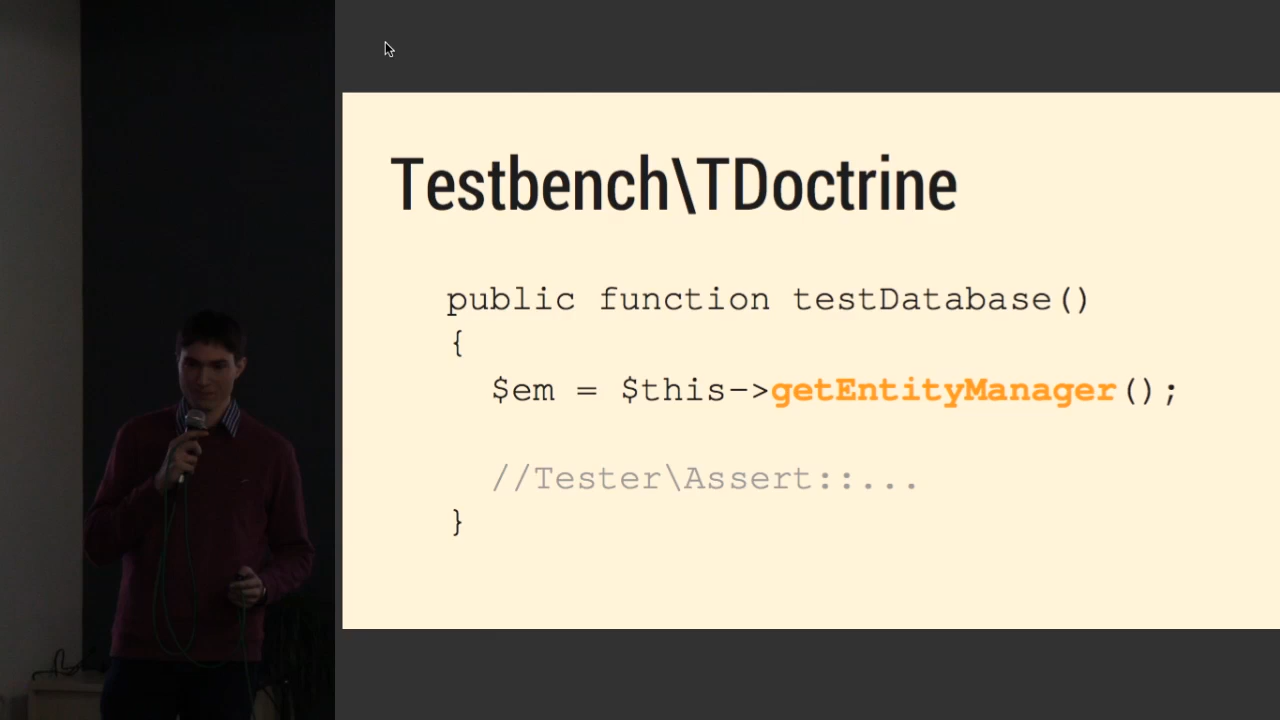 Testbench\TDoctrine
public function testDatabase()
{
$em = $this->getEntityManager();
//Tester\Assert::...
}